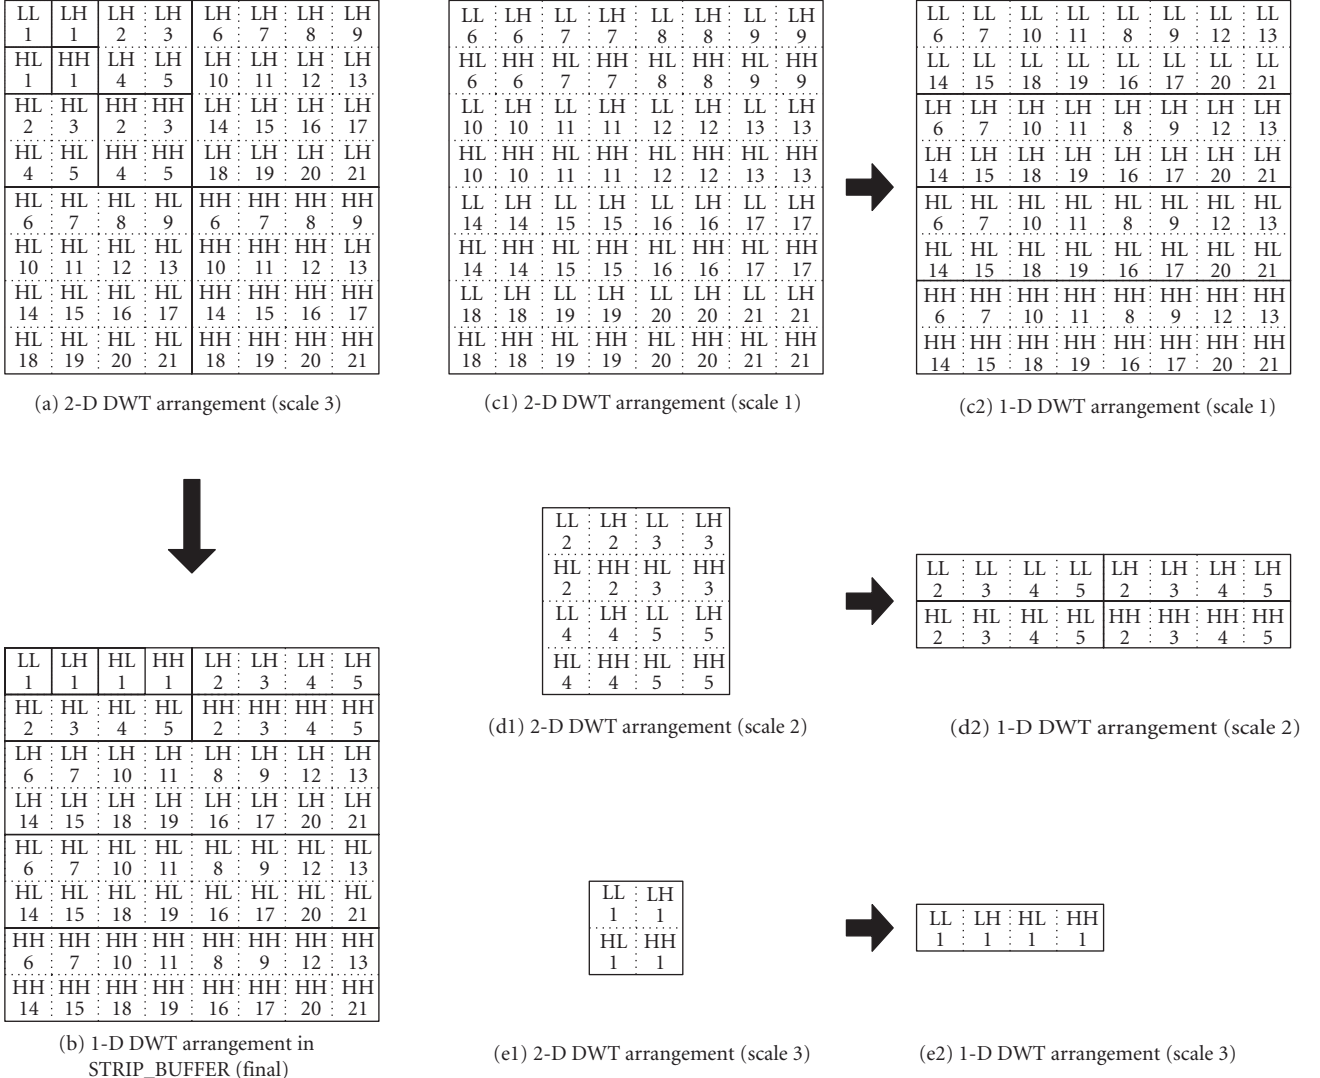 LL LH LH LH LH LH LH LH
1 1 2 3 6 7 8 9
HL HH LH LH LH LH LH LH
1 1 4 5 10 11 12 13
HL HL HH HH LH LH LH LH
2 3 2 3 14 15 16 17
HL HL HH HH LH LH LH LH
4 5 4 5 18 19 20 21
HL HL HL HL HH HH HH HH
6 7 8 9 6 7 8 9
HL HL HL HL HH HH HH LH
10 11 12 13 10 11 12 13
HL HL HL HL HH HH HH HH
14 15 16 17 14 15 16 17
HL HL HL HL HH HH HH HH
18 19 20 21 18 19 20 21
(a) 2-D DWT arrangement (scale 3)
LL LH LL LH LL LH LL LH
6 6 7 7 8 8 9 9
HL HH HL HH HL HH HL HH
6 6 7 7 8 8 9 9
LL LL LL LL LL LL LL LL
10 10 11 11 12 12 13 13
HL HH HL HH HL HH HL HH
10 10 11 11 12 12 13 13
LL LL LL LL LL LL LL LL
14 14 15 15 16 16 17 17
HL HH HL HH HL HH HL HH
14 14 15 15 16 16 17 17
LL LH LL LL LL LH LL LH
18 18 19 19 20 20 21 21
HL HH HL HL HL HH HL HH
18 18 19 19 20 20 21 21
(c1) 2-D DWT arrangement (scale 1)
LL LL LL LL LL LL LL LL
6 7 10 11 8 9 12 13
LL LL LL LL LL LL LL LL
14 15 18 19 16 17 20 21
LH LH LH LH LH LH LH LH
6 7 10 11 8 9 12 13
LH LH LH LH LH LH LH LH
14 15 18 19 16 17 20 21
HL HL HL HL HL HL HL HL
6 7 10 11 8 9 12 13
HL HL HL HL HL HL HL HL
14 15 18 19 16 17 20 21
HH HH HH HH HH HH HH HH
6 7 10 11 8 9 12 13
HH HH HH HH HH HH HH HH
14 15 18 19 16 17 20 21
(c2) 1-D DWT arrangement (scale 1)
LL LH LL LH
2 2 3 3
HL HH HL HH
2 2 3 3
LL LH LL LH
4 4 5 5
HL HH HL HH
4 4 5 5
(d1) 2-D DWT arrangement (scale 2)
LL LL LL LL LH LH LH LH
2 3 4 5 2 3 4 5
HL HL HL HL HH HH HH HH
2 3 4 5 2 3 4 5
(d2) 1-D DWT arrangement (scale 2)
LL LH HL HH LH LH LH LH
1 1 1 1 2 3 4 5
HL HL HL HL HH HH HH HH
2 3 4 5 2 3 4 5
LH LH LH LH LH LH LH LH
6 7 10 11 8 9 12 13
LH LH LH LH LH LH LH LH
14 15 18 19 16 17 20 21
HL HL HL HL HL HL HL HL
6 7 10 11 8 9 12 13
HL HL HL HL HL HL HL HL
14 15 18 19 16 17 20 21
HH HH HH HH HH HH HH HH
6 7 10 11 8 9 12 13
HH HH HH HH HH HH HH HH
14 15 18 19 16 17 20 21
(b) 1-D DWT arrangement in
STRIP_BUFFER (final)
LL LH
1 1
HL HH
1 1
(e1) 2-D DWT arrangement (scale 3)
LL LH HL HH
1 1 1 1
(e2) 1-D DWT arrangement (scale 3)